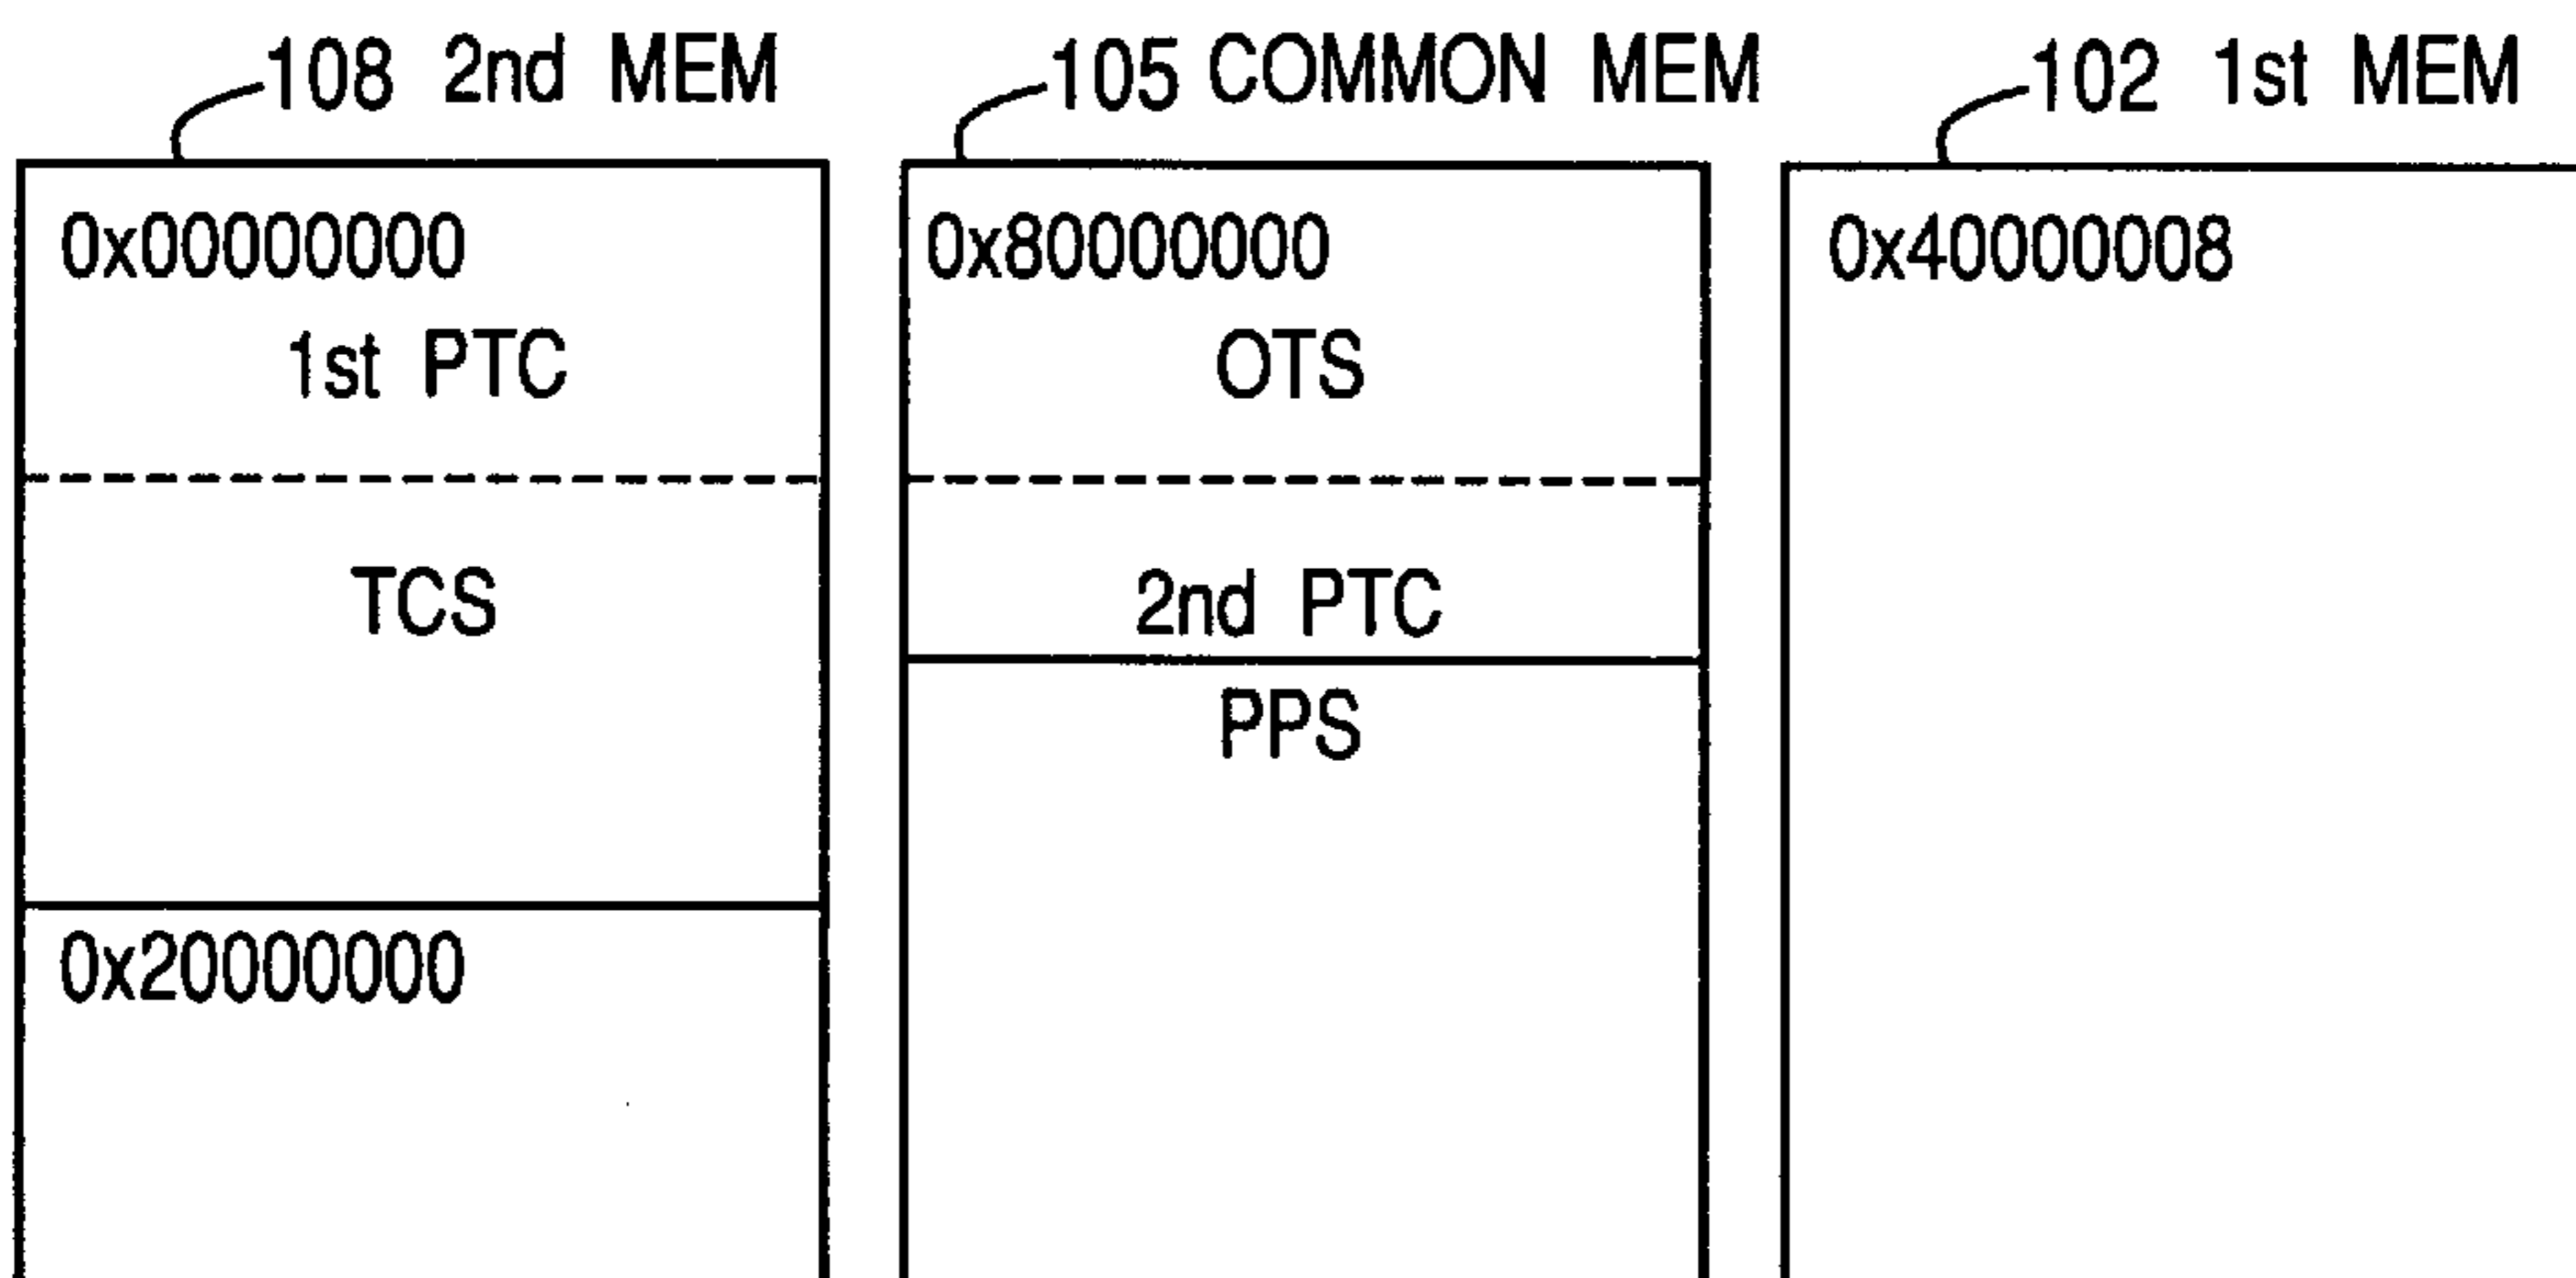 108 2nd MEM
0x00000000
1st PTC
TCS
0x20000000
105 COMMON MEM
0x80000000
OTS
2nd PTC
PPS
102 1st MEM
0x40000008